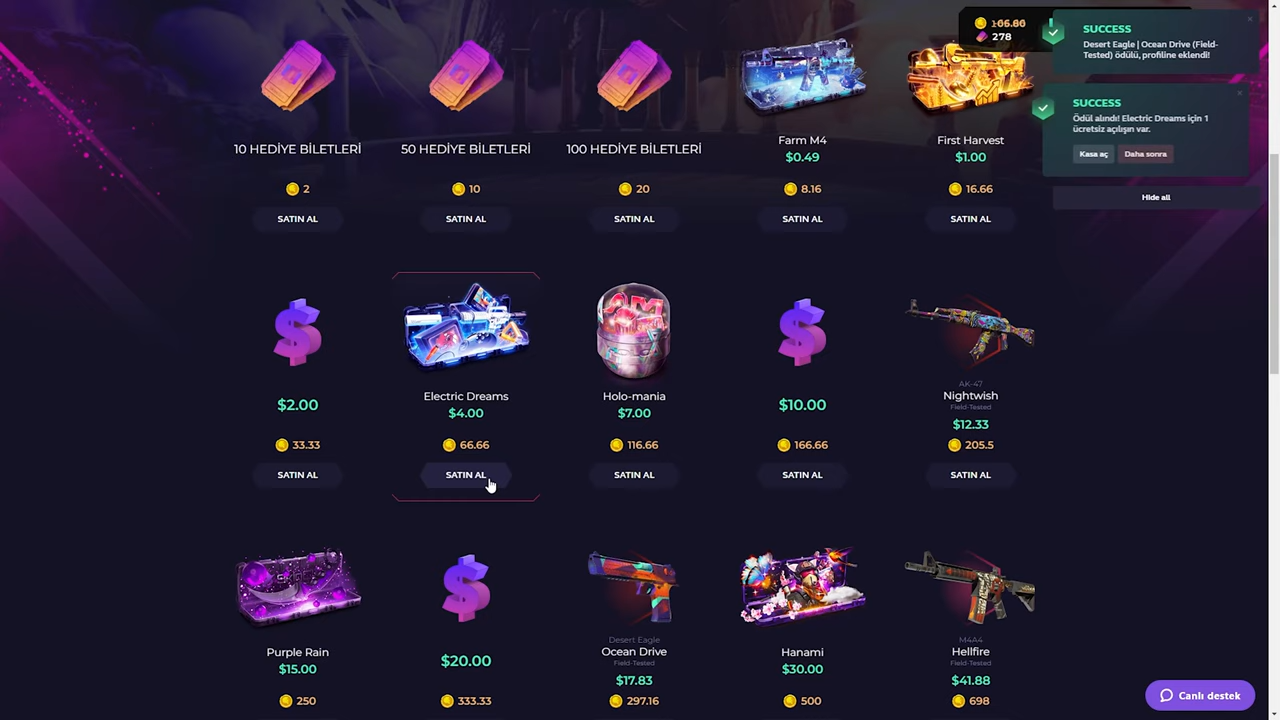 166.86
278
SUCCESS
Desert Eagle | Ocean Drive (Field-
Tested) ödülü, profiline eklendi!
SUCCESS
Ödül alındı! Electric Dreams için 1
ücretsiz açılışın var.
Kasa aç
Daha sonra
Hide all
10 HEDİYE BİLETLERİ
2
SATIN AL
50 HEDİYE BİLETLERİ
10
SATIN AL
100 HEDİYE BİLETLERİ
20
SATIN AL
Farm M4
$0.49
8.16
SATIN AL
First Harvest
$1.00
16.66
SATIN AL
$2.00
33.33
SATIN AL
Electric Dreams
$4.00
66.66
SATIN AL
Holo-mania
$7.00
116.66
SATIN AL
$10.00
166.66
SATIN AL
AK-47
Nightwish
Field-Tested
$12.33
205.5
SATIN AL
Purple Rain
$15.00
250
$20.00
333.33
Desert Eagle
Ocean Drive
Field-Tested
$17.83
297.16
Hanami
$30.00
500
M4A4
Hellfire
Field-Tested
$41.88
698
Canlı destek